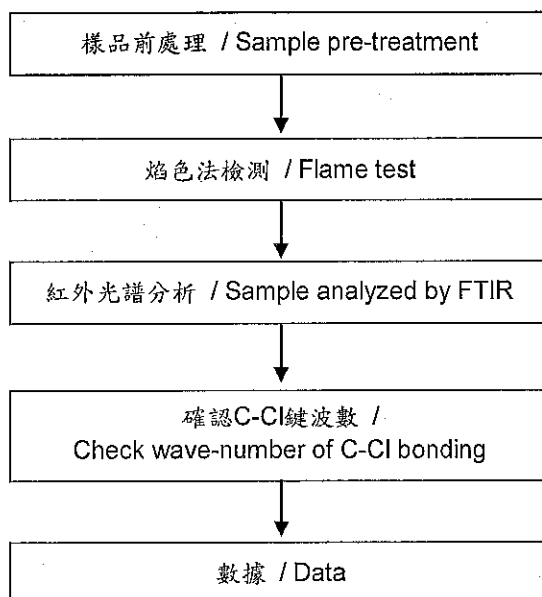 樣品前處理 / Sample pre-treatment
焰色法檢測 / Flame test
紅外光譜分析 / Sample analyzed by FTIR
確認C-Cl鍵波數 /
Check wave-number of C-Cl bonding
數據 / Data